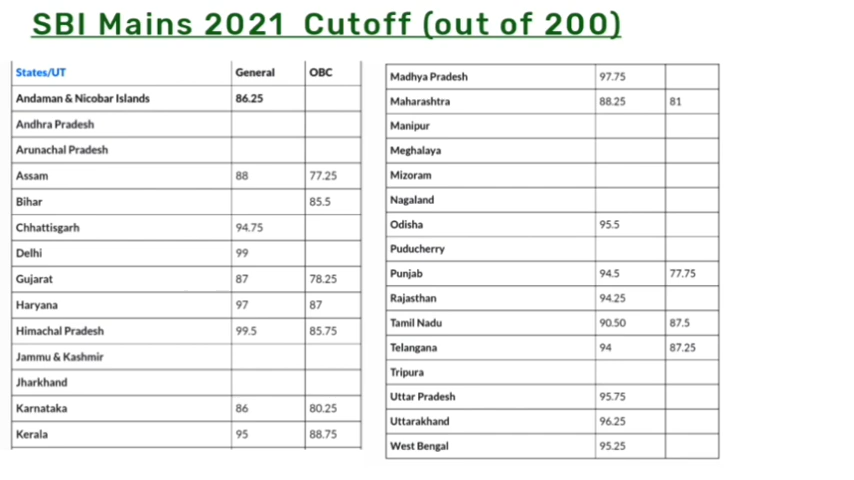 SBI Mains 2021 Cutoff (out of 200)
States/UT General OBC
Andaman & Nicobar Islands 86.25
Andhra Pradesh
Arunachal Pradesh
Assam 88 77.25
Bihar 85.5
Chhattisgarh 94.75
Delhi 99
Gujarat 87 78.25
Haryana 97 87
Himachal Pradesh 99.5 85.75
Jammu & Kashmir
Jharkhand
Karnataka 86 80.25
Kerala 95 88.75
Madhya Pradesh 97.75
Maharashtra 88.25 81
Manipur
Meghalaya
Mizoram
Nagaland
Odisha 95.5
Puducherry
Punjab 94.5 77.75
Rajasthan 94.25
Tamil Nadu 90.50 87.5
Telangana 94 87.25
Tripura
Uttar Pradesh 95.75
Uttarakhand 96.25
West Bengal 95.25